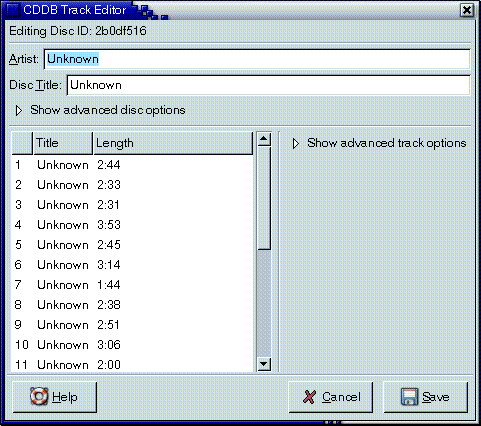 CDDB Track Editor
Editing Disc ID: 2b0df516
Artist: Unknown
Disc Title: Unknown
Show advanced disc options
Title Length
Show advanced track options
1 Unknown 2:44
2 Unknown 2:33
3 Unknown 2:31
4 Unknown 3:53
5 Unknown 2:45
6 Unknown 3:14
7 Unknown 1:44
8 Unknown 2:38
9 Unknown 2:51
10 Unknown 3:06
11 Unknown 2:00
Help Cancel Save